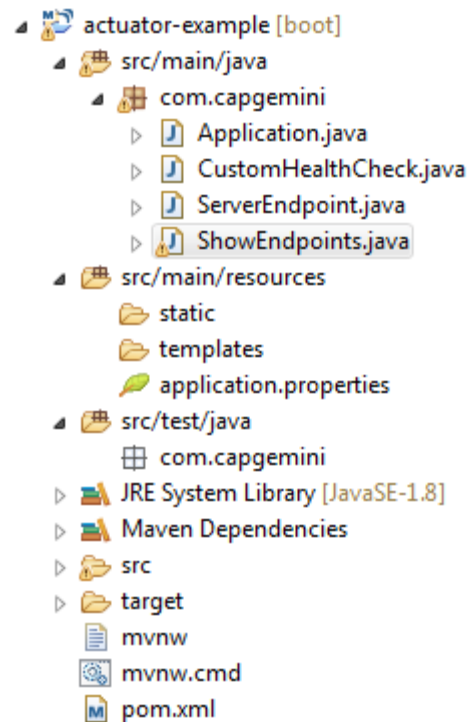 actuator-example [boot]
src/main/java
com.capgemini
Application.java
CustomHealthCheck.java
ServerEndpoint.java
ShowEndpoints.java
src/main/resources
static
templates
application.properties
src/test/java
com.capgemini
JRE System Library [JavaSE-1.8]
Maven Dependencies
src
target
mvnw
mvnw.cmd
pom.xml